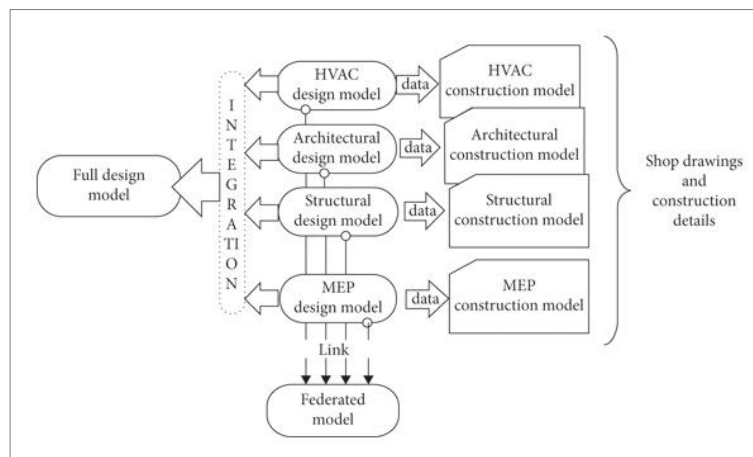 HVAC
design model
data
HVAC
construction model
Architectural
design model
data
Architectural
construction model
Full design
model
INTEGRATION
Structural
design model
data
Structural
construction model
Shop drawings
and
construction
details
MEP
design model
data
MEP
construction model
Link
Federated
model